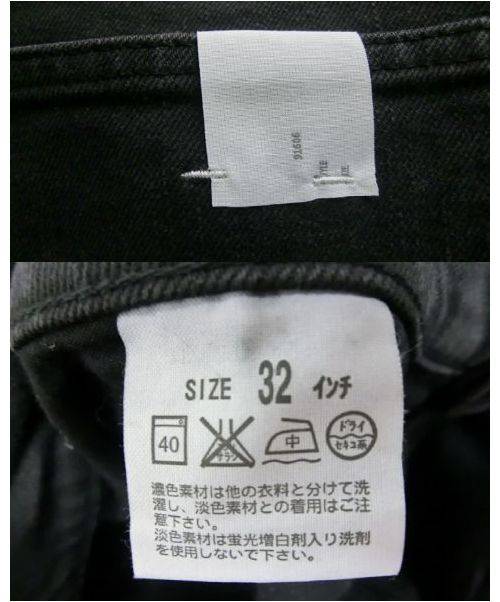 91606
SIZE 32 インチ
40
中
ドライ
セキユ系
濃色素材は他の衣料と分けて洗
濯し、淡色素材との着用はご注
意下さい。
淡色素材は蛍光増白剤入り洗剤
を使用しないで下さい。